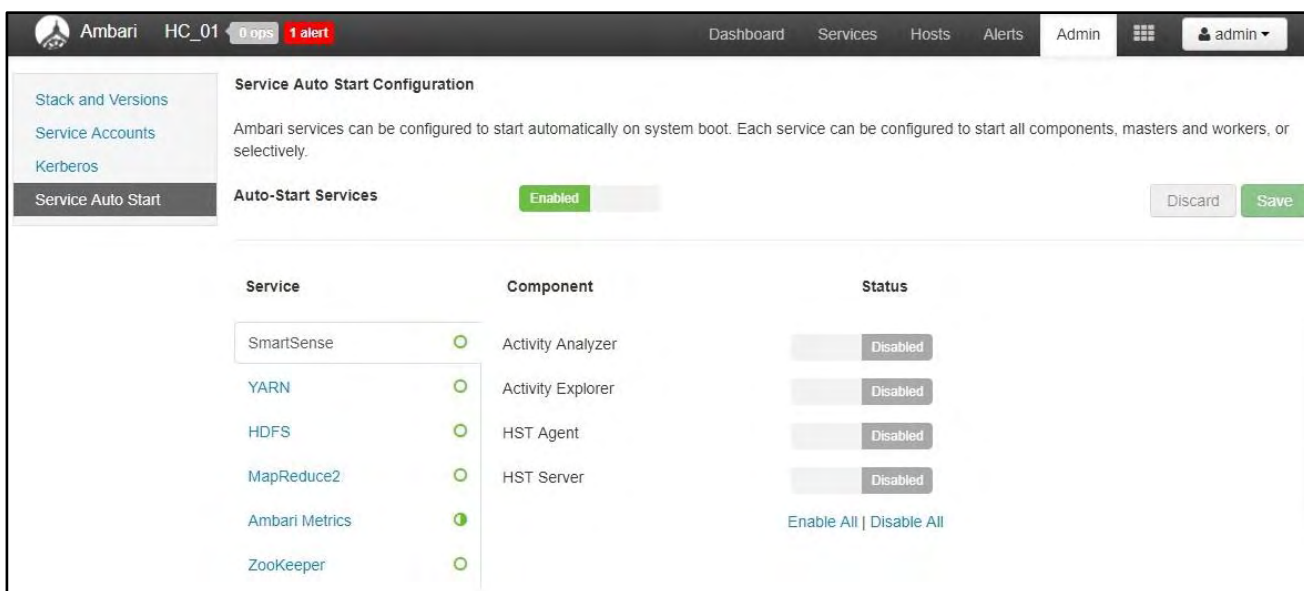 Ambari HC_01 0 ops 1 alert Dashboard Services Hosts Alerts Admin admin
Stack and Versions
Service Accounts
Kerberos
Service Auto Start
Service Auto Start Configuration
Ambari services can be configured to start automatically on system boot. Each service can be configured to start all components, masters and workers, or
selectively.
Auto-Start Services Enabled Discard Save
Service Component Status
SmartSense Activity Analyzer Disabled
YARN Activity Explorer Disabled
HDFS HST Agent Disabled
MapReduce2 HST Server Disabled
Ambari Metrics Enable All | Disable All
ZooKeeper